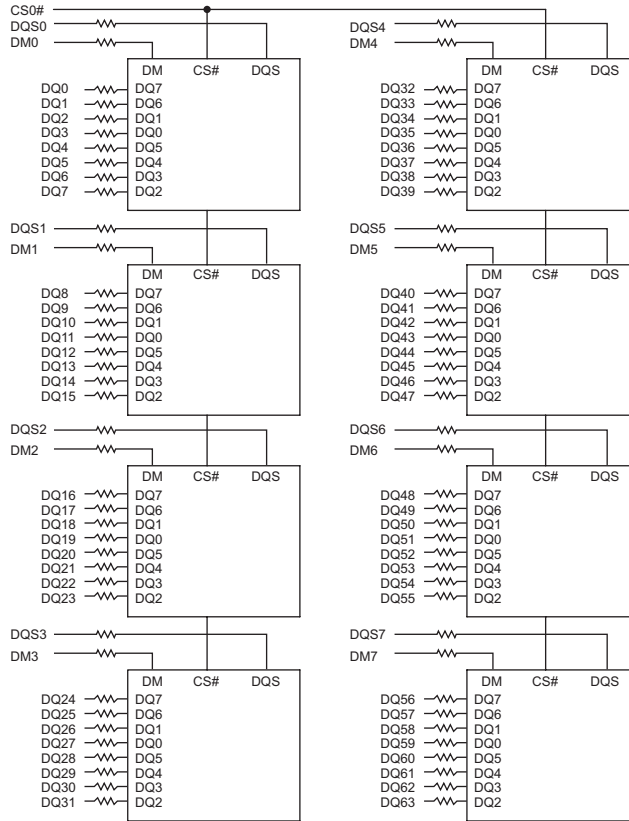 CS0#
DQS0
DM0
DM CS# DQS
DQ0 DQ7
DQ1 DQ6
DQ2 DQ1
DQ3 DQ0
DQ4 DQ5
DQ5 DQ4
DQ6 DQ3
DQ7 DQ2
DQS1
DM1
DM CS# DQS
DQ8 DQ7
DQ9 DQ6
DQ10 DQ1
DQ11 DQ0
DQ12 DQ5
DQ13 DQ4
DQ14 DQ3
DQ15 DQ2
DQS2
DM2
DM CS# DQS
DQ16 DQ7
DQ17 DQ6
DQ18 DQ1
DQ19 DQ0
DQ20 DQ5
DQ21 DQ4
DQ22 DQ3
DQ23 DQ2
DQS3
DM3
DM CS# DQS
DQ24 DQ7
DQ25 DQ6
DQ26 DQ1
DQ27 DQ0
DQ28 DQ5
DQ29 DQ4
DQ30 DQ3
DQ31 DQ2
DQS4
DM4
DM CS# DQS
DQ32 DQ7
DQ33 DQ6
DQ34 DQ1
DQ35 DQ0
DQ36 DQ5
DQ37 DQ4
DQ38 DQ3
DQ39 DQ2
DQS5
DM5
DM CS# DQS
DQ40 DQ7
DQ41 DQ6
DQ42 DQ1
DQ43 DQ0
DQ44 DQ5
DQ45 DQ4
DQ46 DQ3
DQ47 DQ2
DQS6
DM6
DM CS# DQS
DQ48 DQ7
DQ49 DQ6
DQ50 DQ1
DQ51 DQ0
DQ52 DQ5
DQ53 DQ4
DQ54 DQ3
DQ55 DQ2
DQS7
DM7
DM CS# DQS
DQ56 DQ7
DQ57 DQ6
DQ58 DQ1
DQ59 DQ0
DQ60 DQ5
DQ61 DQ4
DQ62 DQ3
DQ63 DQ2